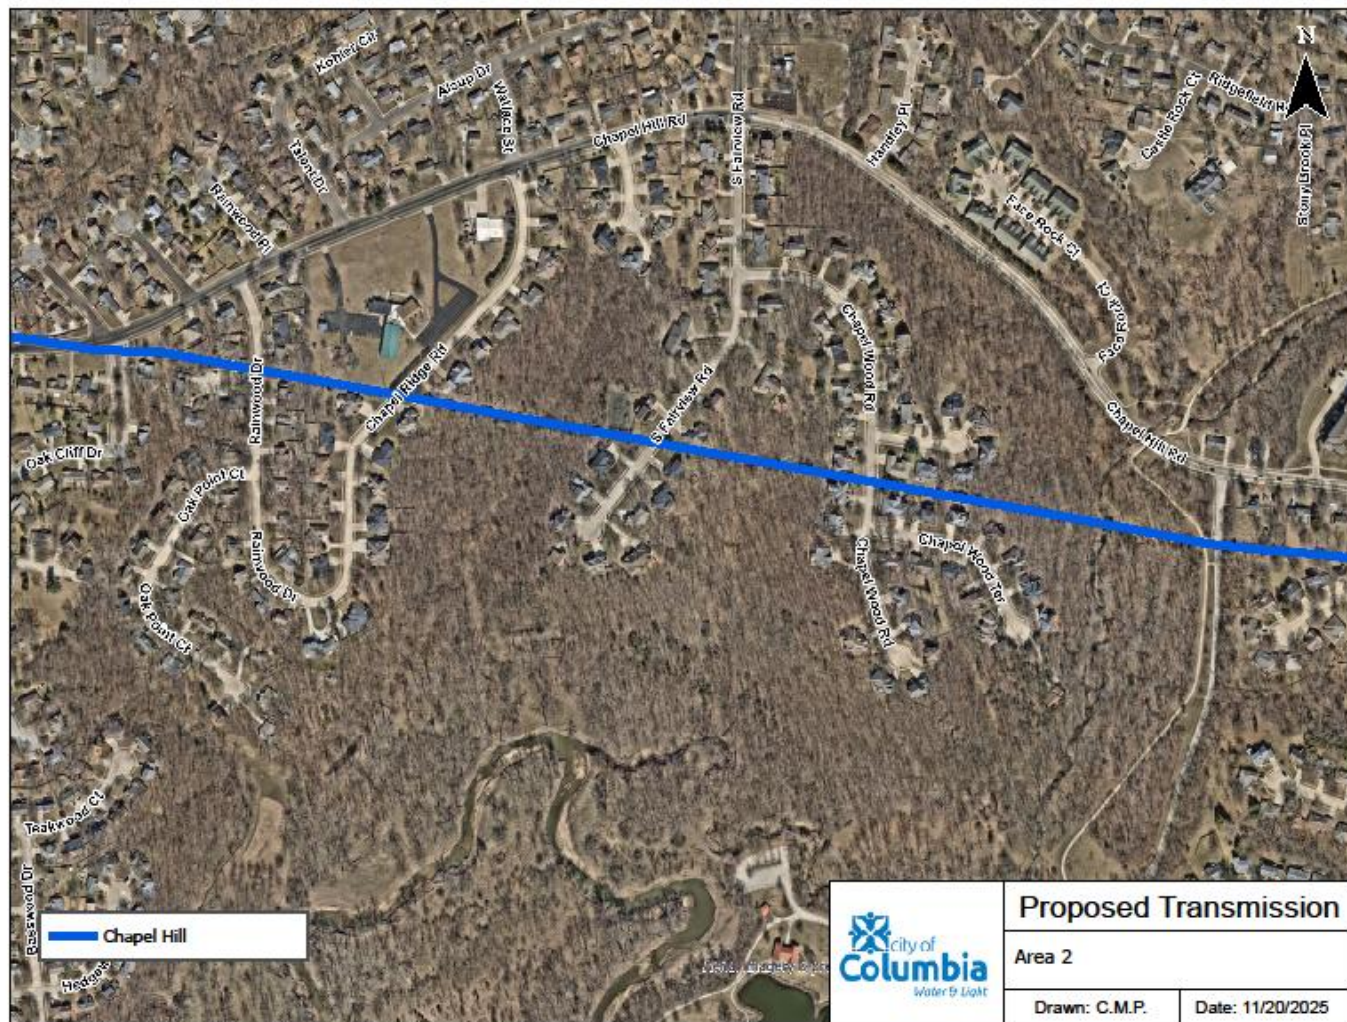 Kohler Cir
Alsup Dr
Wallace St
Talent Dr
Rainwood Pl
Chapel Hill Rd
S Fairview Rd
Handley Pl
Castle Rock Ct
Ridgefield R
N
Stony Brook Pl
Face Rock Ct
Face Rock Ct
Chapel Wood Rd
Chapel Ridge Rd
Rainwood Dr
S Fairview Rd
Chapel Hill Rd
Oak Cliff Dr
Oak Point Ct
Rainwood Dr
Oak Point Ct
Chapel Wood Rd
Chapel Wood Ter
Teakwood Ct
Basswood Dr
Chapel Hill
city of
Columbia
Water & Light
Proposed Transmission
Area 2
Drawn: C.M.P.
Date: 11/20/2025